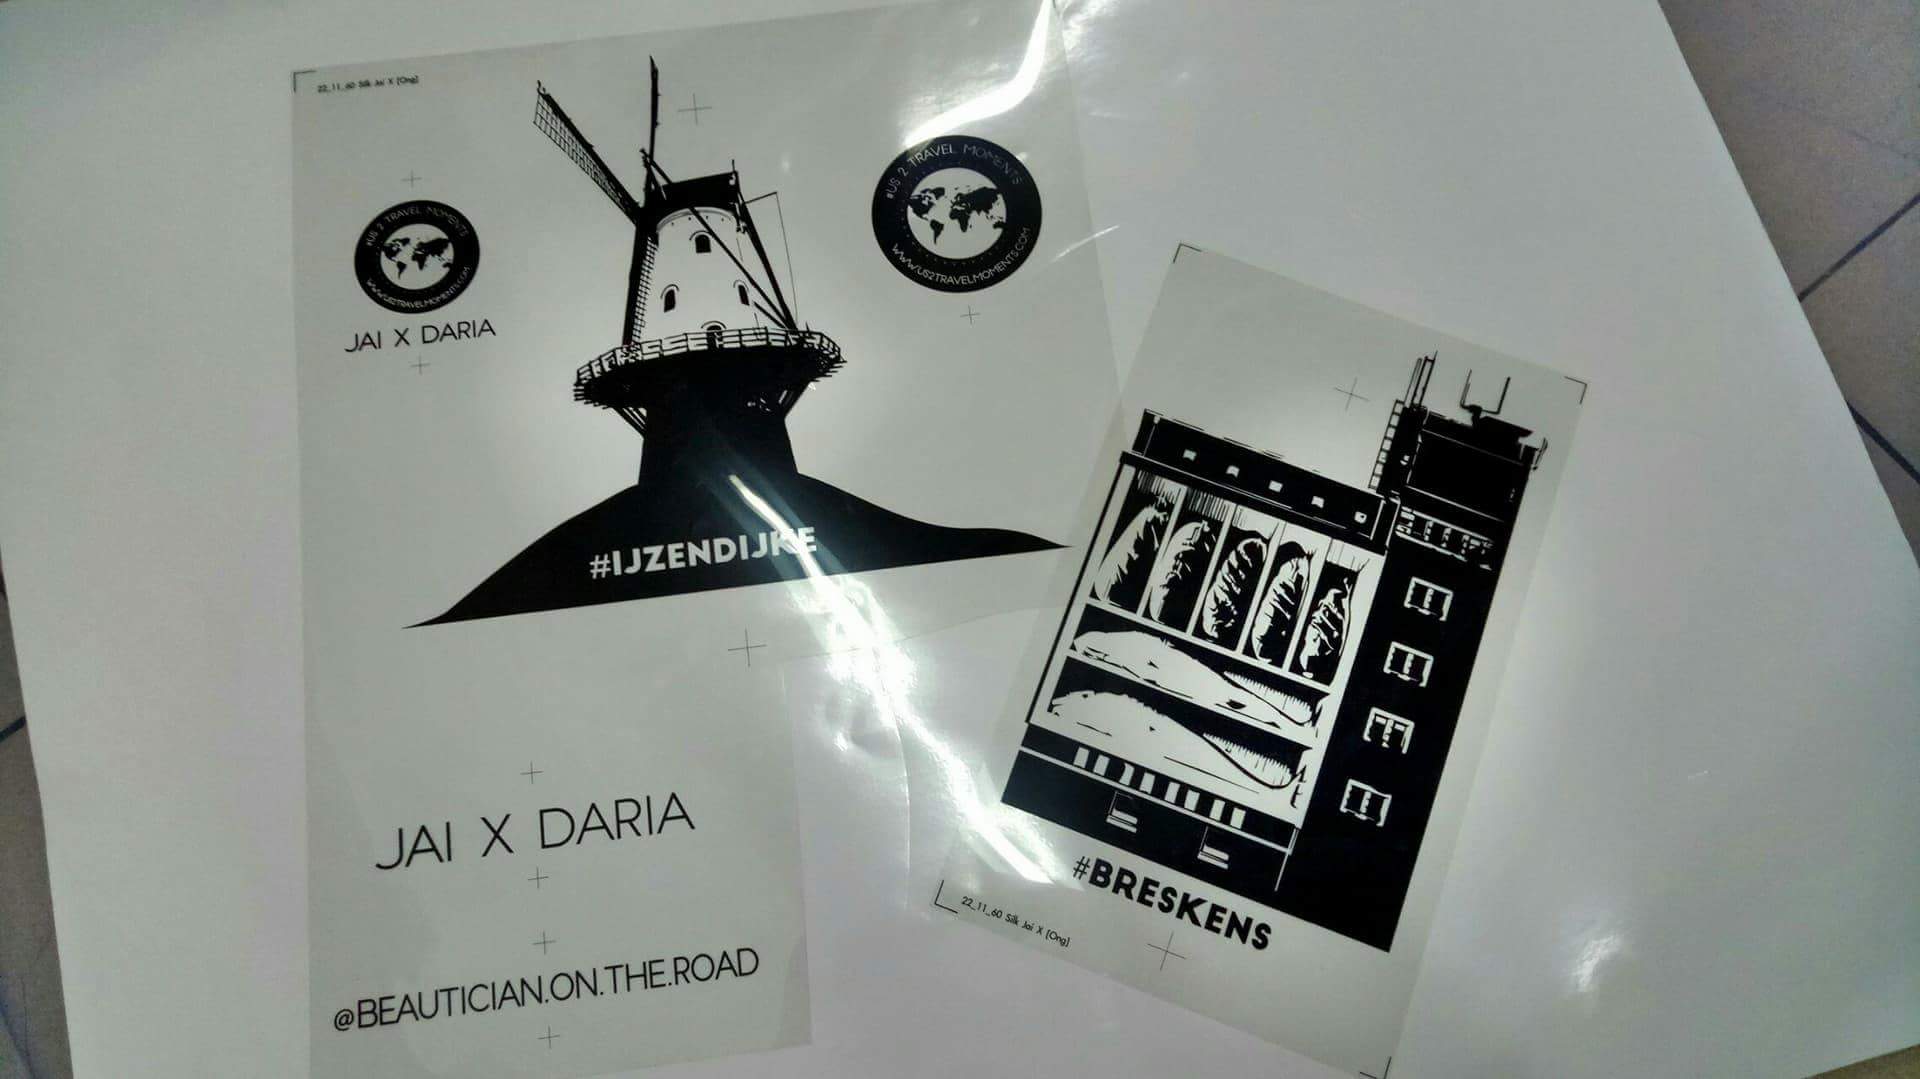 22_11_60 Silk Jai X (Ong)
#US 2 TRAVEL MOMENTS
WWW.US2TRAVELMOMENTS.COM
JAI X DARIA
#US 2 TRAVEL MOMENTS
WWW.US2TRAVELMOMENTS.COM
#IJZENDIJKE
JAI X DARIA
@BEAUTICIAN.ON.THE.ROAD
#BRESKENS
22_11_60 Silk Jai X (Ong)